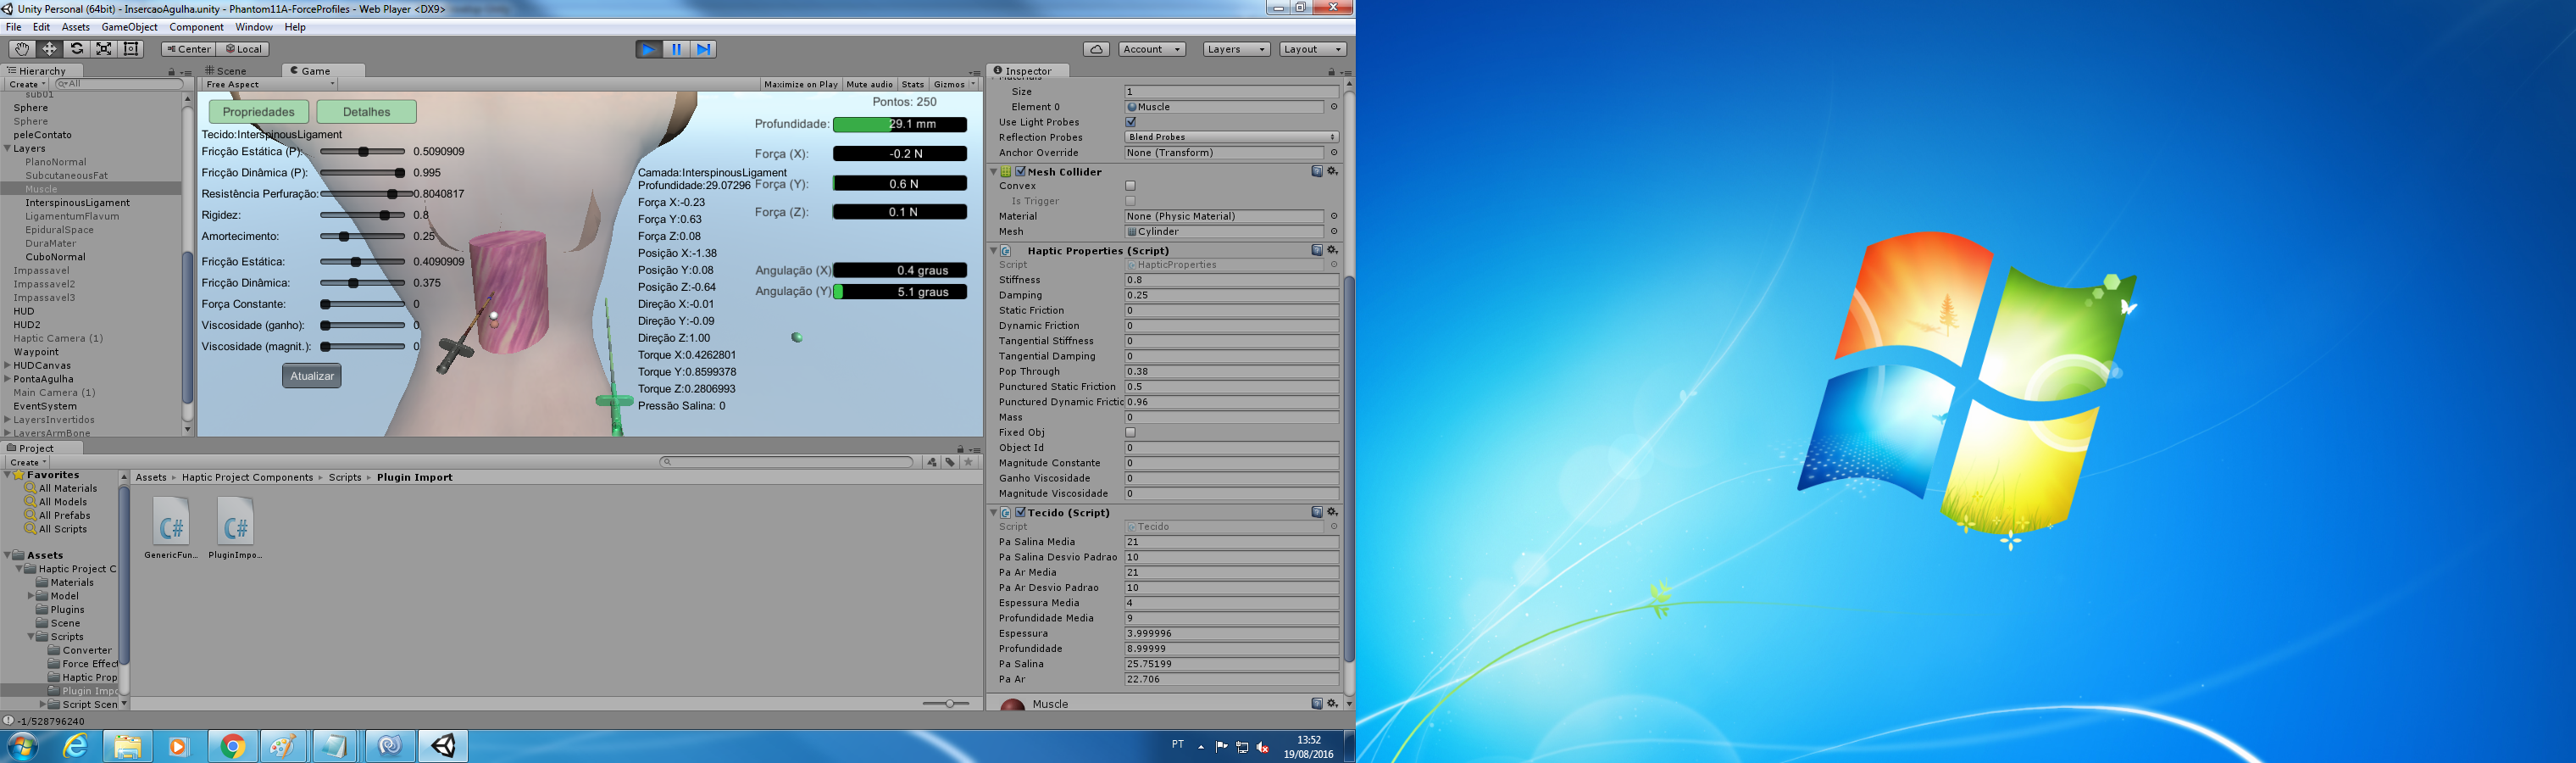 Unity Personal (64bit) - InsercaoAgulha.unity - Phantom11A-ForceProfiles - Web Player <DX9>
File Edit Assets GameObject Component Window Help
Center Local
Account Layers Layout
Hierarchy
Create All
sub01
Sphere
Sphere
peleContato
Layers
PlanoNormal
SubcutaneousFat
Muscle
InterspinousLigament
LigamentumFlavum
EpiduralSpace
DuraMater
CuboNormal
Impassavel
Impassavel2
Impassavel3
HUD
HUD2
Haptic Camera (1)
Waypoint
HUDCanvas
PontaAgulha
Main Camera (1)
EventSystem
LayersInvertidos
LayersArmBone
Scene Game
Free Aspect Maximize on Play Mute audio Stats Gizmos
Propriedades Detalhes
Tecido:InterspinousLigament
Fricção Estática (P): 0.5090909
Fricção Dinâmica (P): 0.995
Resistência Perfuração: 0.8040817
Rigidez: 0.8
Amortecimento: 0.25
Fricção Estática: 0.4090909
Fricção Dinâmica: 0.375
Força Constante: 0
Viscosidade (ganho): 0
Viscosidade (magnit.): 0
Atualizar
Camada:InterspinousLigament
Profundidade:29.07296
Força X:-0.23
Força Y:0.63
Força Z:0.08
Posição X:-1.38
Posição Y:0.08
Posição Z:-0.64
Direção X:-0.01
Direção Y:-0.09
Direção Z:1.00
Torque X:0.4262801
Torque Y:0.8599378
Torque Z:0.2806993
Pressão Salina: 0
Pontos: 250
Profundidade: 29.1 mm
Força (X): -0.2 N
Força (Y): 0.6 N
Força (Z): 0.1 N
Angulação (X) 0.4 graus
Angulação (Y) 5.1 graus
Inspector
Materials
Size 1
Element 0 Muscle
Use Light Probes
Reflection Probes Blend Probes
Anchor Override None (Transform)
Mesh Collider
Convex
Is Trigger
Material None (Physic Material)
Mesh Cylinder
Haptic Properties (Script)
Script HapticProperties
Stiffness 0.8
Damping 0.25
Static Friction 0
Dynamic Friction 0
Tangential Stiffness 0
Tangential Damping 0
Pop Through 0.38
Punctured Static Friction 0.5
Punctured Dynamic Frictic 0.96
Mass 0
Fixed Obj
Object Id 0
Magnitude Constante 0
Ganho Viscosidade 0
Magnitude Viscosidade 0
Tecido (Script)
Script Tecido
Pa Salina Media 21
Pa Salina Desvio Padrao 10
Pa Ar Media 21
Pa Ar Desvio Padrao 10
Espessura Media 4
Profundidade Media 9
Espessura 3.999996
Profundidade 8.99999
Pa Salina 25.75199
Pa Ar 22.706
Muscle
Project
Create
Favorites
All Materials
All Models
All Prefabs
All Scripts
Assets
Haptic Project C
Materials
Model
Plugins
Scene
Scripts
Converter
Force Effect
Haptic Prop
Plugin Impo
Script Scen
Assets Haptic Project Components Scripts Plugin Import
C# C#
GenericFun... PluginImpo...
-1/528796240
PT
13:52
19/08/2016